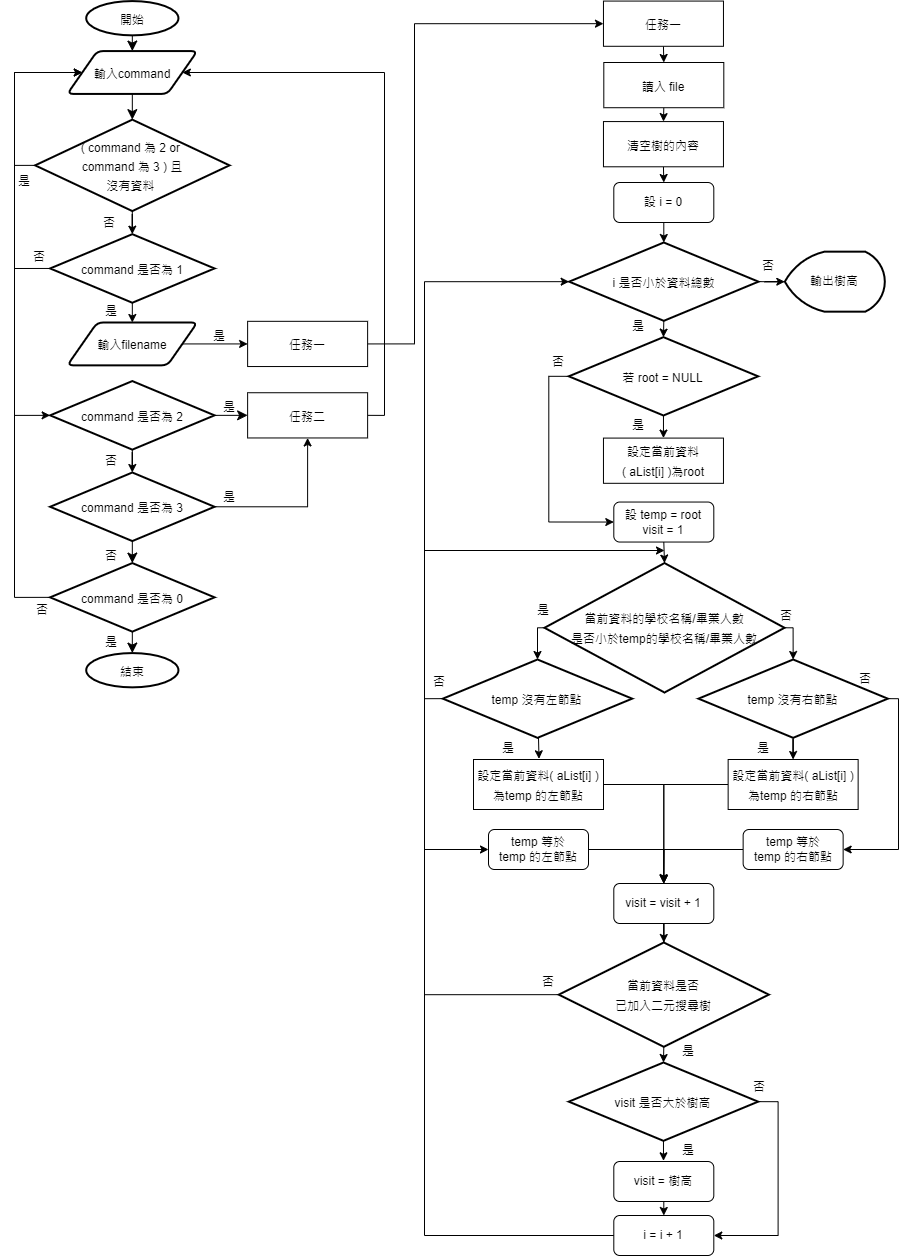 開始
輸入command
( command 為 2 or
command 為 3 ) 且
沒有資料
是
否
command 是否為 1
否
是
輸入filename
是
任務一
command 是否為 2
是
任務二
否
command 是否為 3
是
否
command 是否為 0
否
是
結束
任務一
讀入 file
清空樹的內容
設 i = 0
i 是否小於資料總數
否
輸出樹高
是
若 root = NULL
否
是
設定當前資料
( aList[i] )為root
設 temp = root
visit = 1
當前資料的學校名稱/畢業人數
是否小於temp的學校名稱/畢業人數
是
否
temp 沒有左節點
否
temp 沒有右節點
否
是
是
設定當前資料( aList[i] )
為temp 的左節點
設定當前資料( aList[i] )
為temp 的右節點
temp 等於
temp 的左節點
temp 等於
temp 的右節點
visit = visit + 1
當前資料是否
已加入二元搜尋樹
否
是
visit 是否大於樹高
否
是
visit = 樹高
i = i + 1